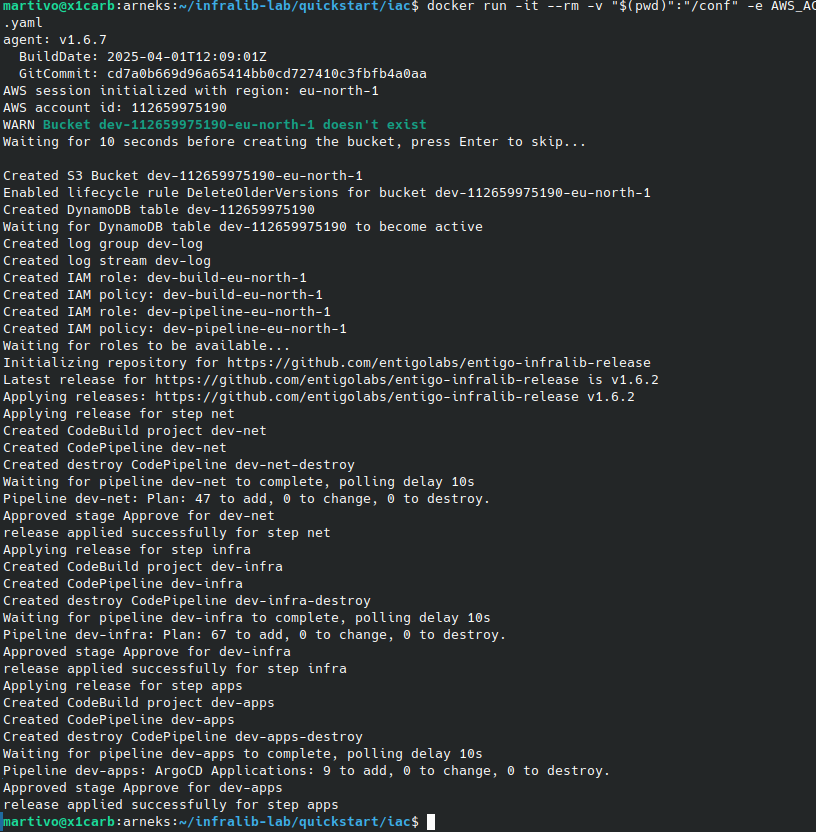 martivo@x1carb:arneks:~/infralib-lab/quickstart/iac$ docker run -it --rm -v "$(pwd)":"/conf" -e AWS_AC
.yaml
agent: v1.6.7
  BuildDate: 2025-04-01T12:09:01Z
  GitCommit: cd7a0b669d96a65414bb0cd727410c3fbfb4a0aa
AWS session initialized with region: eu-north-1
AWS account id: 112659975190
WARN Bucket dev-112659975190-eu-north-1 doesn't exist
Waiting for 10 seconds before creating the bucket, press Enter to skip...

Created S3 Bucket dev-112659975190-eu-north-1
Enabled lifecycle rule DeleteOlderVersions for bucket dev-112659975190-eu-north-1
Created DynamoDB table dev-112659975190
Waiting for DynamoDB table dev-112659975190 to become active
Created log group dev-log
Created log stream dev-log
Created IAM role: dev-build-eu-north-1
Created IAM policy: dev-build-eu-north-1
Created IAM role: dev-pipeline-eu-north-1
Created IAM policy: dev-pipeline-eu-north-1
Waiting for roles to be available...
Initializing repository for https://github.com/entigolabs/entigo-infralib-release
Latest release for https://github.com/entigolabs/entigo-infralib-release is v1.6.2
Applying releases: https://github.com/entigolabs/entigo-infralib-release v1.6.2
Applying release for step net
Created CodeBuild project dev-net
Created CodePipeline dev-net
Created destroy CodePipeline dev-net-destroy
Waiting for pipeline dev-net to complete, polling delay 10s
Pipeline dev-net: Plan: 47 to add, 0 to change, 0 to destroy.
Approved stage Approve for dev-net
release applied successfully for step net
Applying release for step infra
Created CodeBuild project dev-infra
Created CodePipeline dev-infra
Created destroy CodePipeline dev-infra-destroy
Waiting for pipeline dev-infra to complete, polling delay 10s
Pipeline dev-infra: Plan: 67 to add, 0 to change, 0 to destroy.
Approved stage Approve for dev-infra
release applied successfully for step infra
Applying release for step apps
Created CodeBuild project dev-apps
Created CodePipeline dev-apps
Created destroy CodePipeline dev-apps-destroy
Waiting for pipeline dev-apps to complete, polling delay 10s
Pipeline dev-apps: ArgoCD Applications: 9 to add, 0 to change, 0 to destroy.
Approved stage Approve for dev-apps
release applied successfully for step apps
martivo@x1carb:arneks:~/infralib-lab/quickstart/iac$